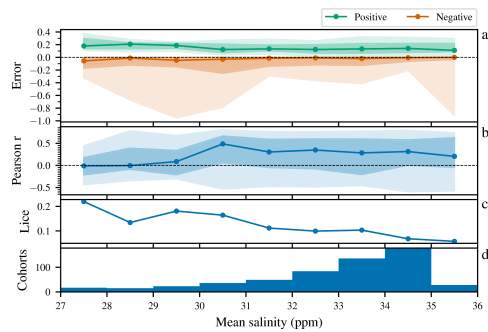 Positive
Negative
a
0.4
0.2
0.0
−0.2
−0.4
−0.6
−0.8
−1.0
Error
b
0.5
0.0
−0.5
Pearson r
c
0.2
0.1
Lice
d
100
0
Cohorts
27
28
29
30
31
32
33
34
35
36
Mean salinity (ppm)